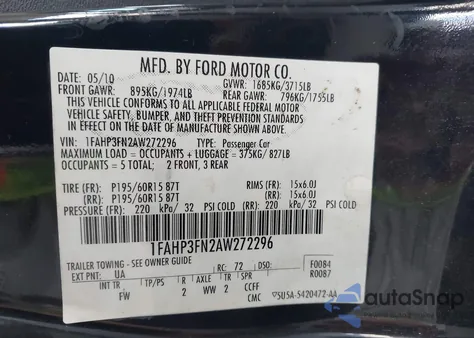 MFD. BY FORD MOTOR CO.
DATE: 05/10 GVWR: 1685KG/3715LB
FRONT GAWR: 895KG/1974LB REAR GAWR: 796KG/1755LB
THIS VEHICLE CONFORMS TO ALL APPLICABLE FEDERAL MOTOR
VEHICLE SAFETY, BUMPER, AND THEFT PREVENTION STANDARDS
IN EFFECT ON THE DATE OF MANUFACTURE SHOWN ABOVE.
VIN: 1FAHP3FN2AW272296 TYPE: Passenger Car
MAXIMUM LOAD = OCCUPANTS + LUGGAGE = 375KG/ 827LB
OCCUPANTS = 5 TOTAL: 2 FRONT, 3 REAR
TIRE (FR): P195/60R15 87T RIMS (FR): 15x6.0J
(RR): P195/60R15 87T (RR): 15x6.0J
PRESSURE (FR): 220 kPa/ 32 PSI COLD (RR): 220 kPa/ 32 PSI COLD
1FAHP3FN2AW272296
TRAILER TOWING - SEE OWNER GUIDE F0084
EXT PNT: UA RC: 72 DSO: R0087
INT TR TP/PS R AXLE TR SPR
FW 2 2 CCFF
CMC 5U5A-5420472-AA
autoSnap